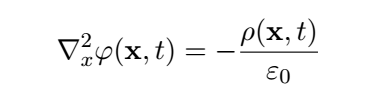 ∇²ₓφ(𝐱, t) = −ρ(𝐱, t)/ε₀